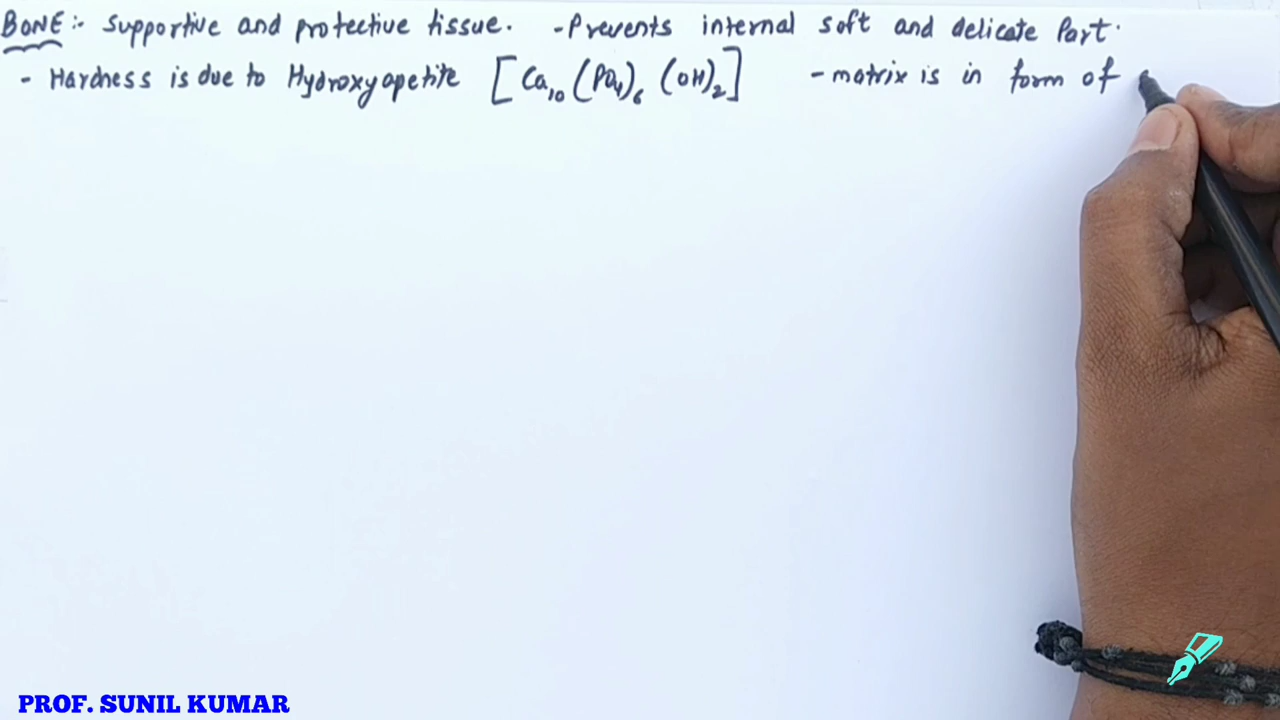 BONE :- Supportive and protective tissue. - Prevents internal soft and delicate Part.
- Hardness is due to Hydroxyapetite [Ca10 (PO4)6 (OH)2] - matrix is in form of
PROF. SUNIL KUMAR